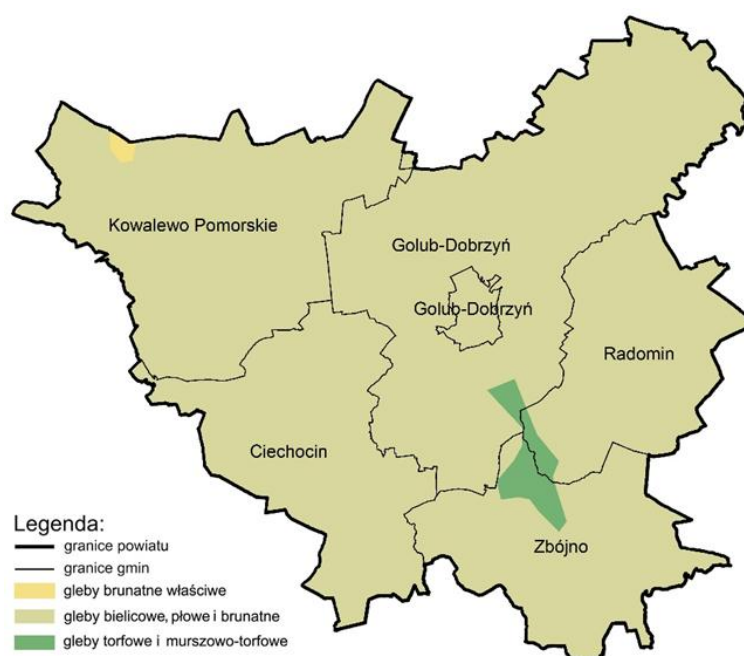 Kowalewo Pomorskie
Golub-Dobrzyń
Golub-Dobrzyń
Radomin
Ciechocin
Zbójno
Legenda:
granice powiatu
granice gmin
gleby brunatne właściwe
gleby bielicowe, płowe i brunatne
gleby torfowe i murszowo-torfowe